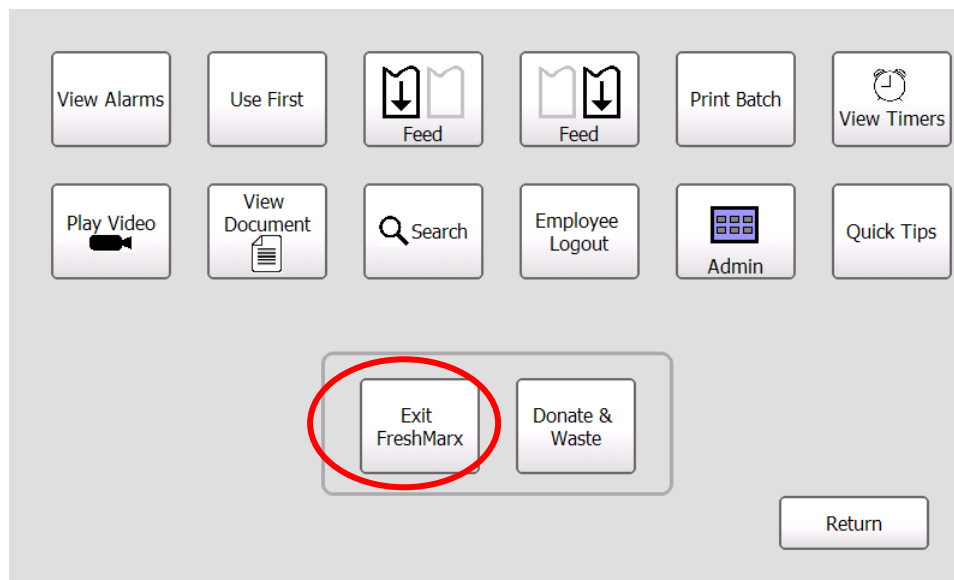 View Alarms
Use First
Feed
Feed
Print Batch
View Timers
Play Video
View
Document
Search
Employee
Logout
Admin
Quick Tips
Exit
FreshMarx
Donate &
Waste
Return